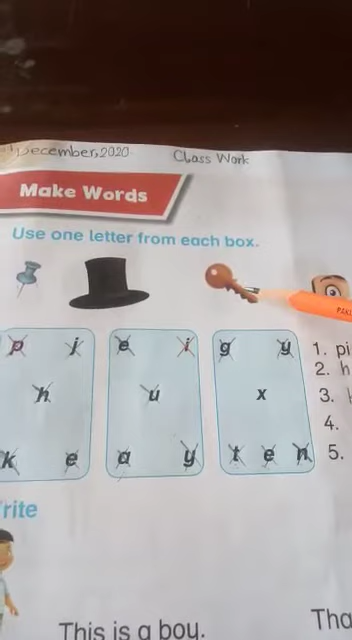 December, 2020 Class Work
Make Words
Use one letter from each box.
p j e i g y 1. pi
2. h
h u x 3.
4.
k e a y t e n 5.
rite
This is a boy. Tha